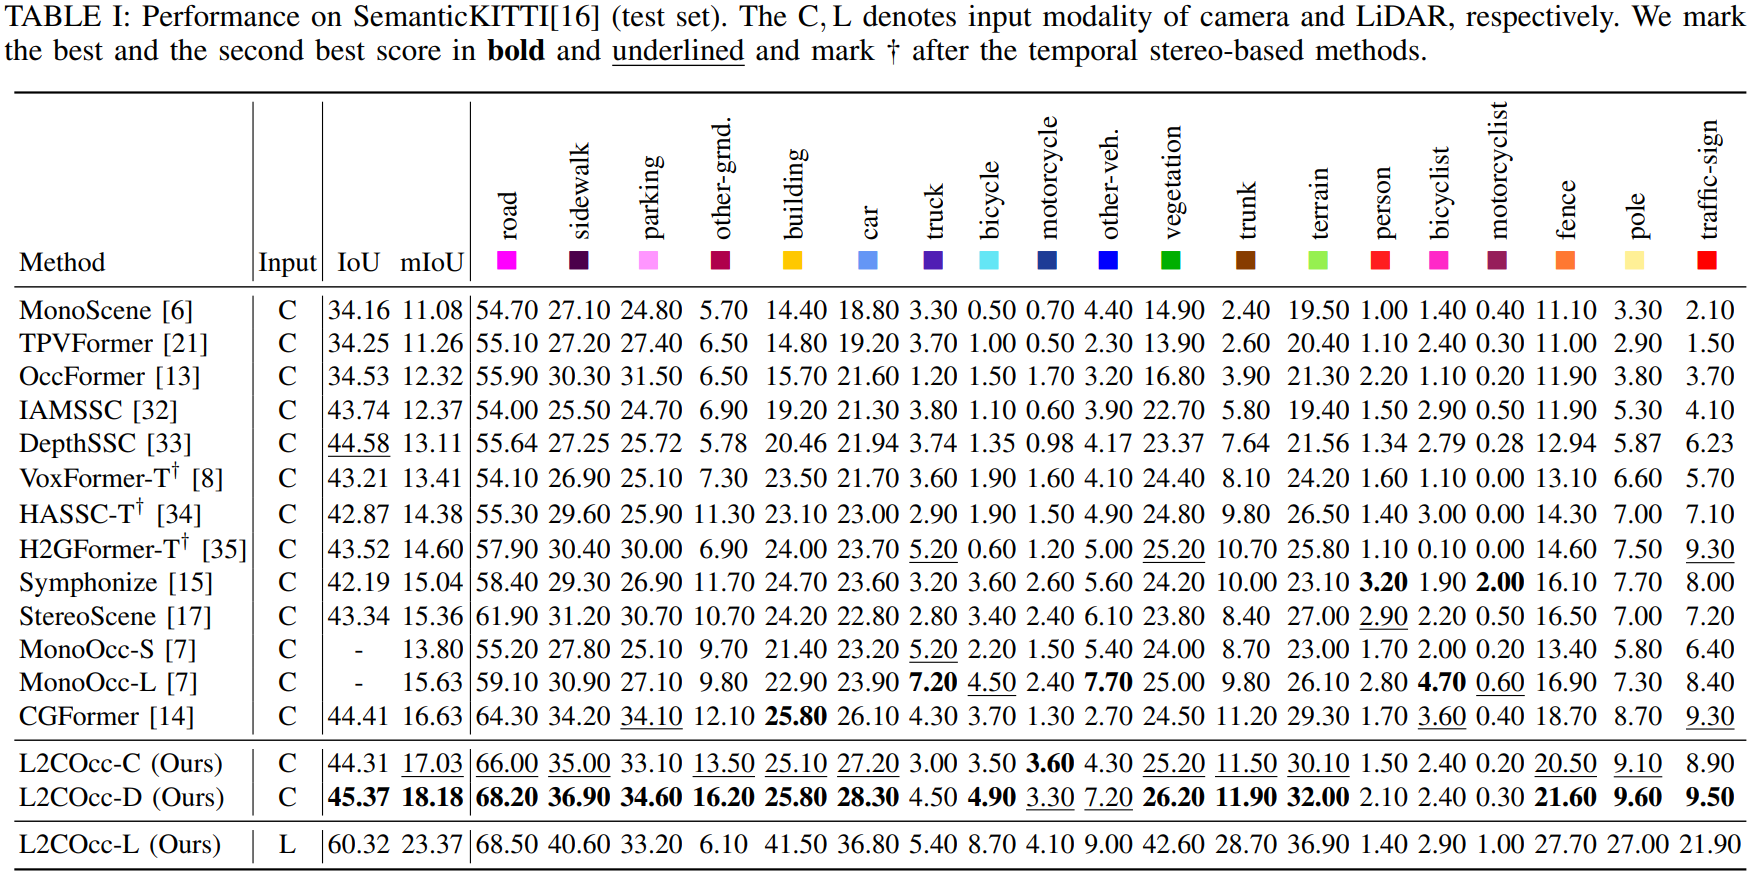 TABLE I: Performance on SemanticKITTI[16] (test set). The C, L denotes input modality of camera and LiDAR, respectively. We mark
the best and the second best score in bold and underlined and mark † after the temporal stereo-based methods.
Method Input IoU mIoU road sidewalk parking other-grnd. building car truck bicycle motorcycle other-veh. vegetation trunk terrain person bicyclist motorcyclist fence pole traffic-sign
MonoScene [6] C 34.16 11.08 54.70 27.10 24.80 5.70 14.40 18.80 3.30 0.50 0.70 4.40 14.90 2.40 19.50 1.00 1.40 0.40 11.10 3.30 2.10
TPVFormer [21] C 34.25 11.26 55.10 27.20 27.40 6.50 14.80 19.20 3.70 1.00 0.50 2.30 13.90 2.60 20.40 1.10 2.40 0.30 11.00 2.90 1.50
OccFormer [13] C 34.53 12.32 55.90 30.30 31.50 6.50 15.70 21.60 1.20 1.50 1.70 3.20 16.80 3.90 21.30 2.20 1.10 0.20 11.90 3.80 3.70
IAMSSC [32] C 43.74 12.37 54.00 25.50 24.70 6.90 19.20 21.30 3.80 1.10 0.60 3.90 22.70 5.80 19.40 1.50 2.90 0.50 11.90 5.30 4.10
DepthSSC [33] C 44.58 13.11 55.64 27.25 25.72 5.78 20.46 21.94 3.74 1.35 0.98 4.17 23.37 7.64 21.56 1.34 2.79 0.28 12.94 5.87 6.23
VoxFormer-T† [8] C 43.21 13.41 54.10 26.90 25.10 7.30 23.50 21.70 3.60 1.90 1.60 4.10 24.40 8.10 24.20 1.60 1.10 0.00 13.10 6.60 5.70
HASSC-T† [34] C 42.87 14.38 55.30 29.60 25.90 11.30 23.10 23.00 2.90 1.90 1.50 4.90 24.80 9.80 26.50 1.40 3.00 0.00 14.30 7.00 7.10
H2GFormer-T† [35] C 43.52 14.60 57.90 30.40 30.00 6.90 24.00 23.70 5.20 0.60 1.20 5.00 25.20 10.70 25.80 1.10 0.10 0.00 14.60 7.50 9.30
Symphonize [15] C 42.19 15.04 58.40 29.30 26.90 11.70 24.70 23.60 3.20 3.60 2.60 5.60 24.20 10.00 23.10 3.20 1.90 2.00 16.10 7.70 8.00
StereoScene [17] C 43.34 15.36 61.90 31.20 30.70 10.70 24.20 22.80 2.80 3.40 2.40 6.10 23.80 8.40 27.00 2.90 2.20 0.50 16.50 7.00 7.20
MonoOcc-S [7] C - 13.80 55.20 27.80 25.10 9.70 21.40 23.20 5.20 2.20 1.50 5.40 24.00 8.70 23.00 1.70 2.00 0.20 13.40 5.80 6.40
MonoOcc-L [7] C - 15.63 59.10 30.90 27.10 9.80 22.90 23.90 7.20 4.50 2.40 7.70 25.00 9.80 26.10 2.80 4.70 0.60 16.90 7.30 8.40
CGFormer [14] C 44.41 16.63 64.30 34.20 34.10 12.10 25.80 26.10 4.30 3.70 1.30 2.70 24.50 11.20 29.30 1.70 3.60 0.40 18.70 8.70 9.30
L2COcc-C (Ours) C 44.31 17.03 66.00 35.00 33.10 13.50 25.10 27.20 3.00 3.50 3.60 4.30 25.20 11.50 30.10 1.50 2.40 0.20 20.50 9.10 8.90
L2COcc-D (Ours) C 45.37 18.18 68.20 36.90 34.60 16.20 25.80 28.30 4.50 4.90 3.30 7.20 26.20 11.90 32.00 2.10 2.40 0.30 21.60 9.60 9.50
L2COcc-L (Ours) L 60.32 23.37 68.50 40.60 33.20 6.10 41.50 36.80 5.40 8.70 4.10 9.00 42.60 28.70 36.90 1.40 2.90 1.00 27.70 27.00 21.90